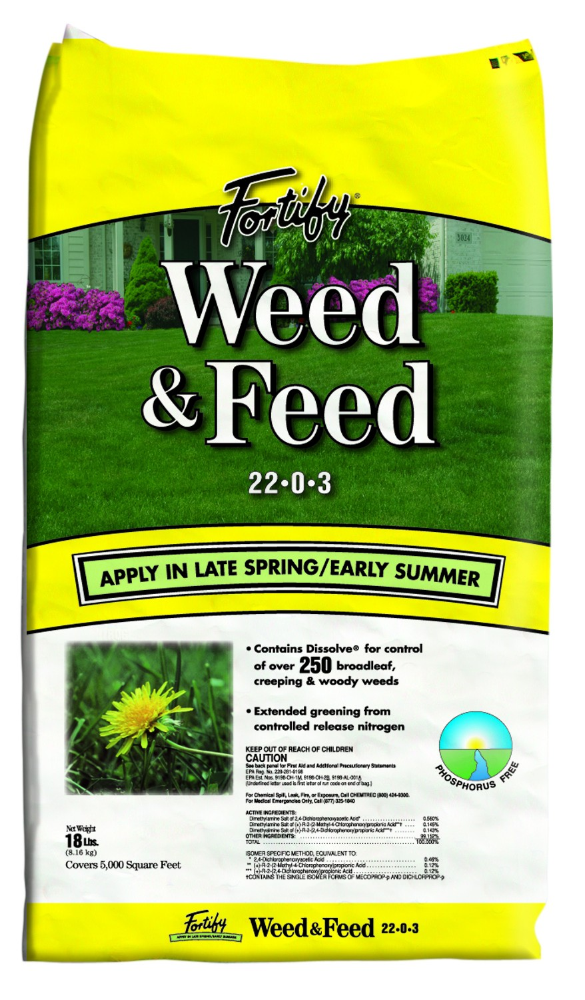 Fortify®
3024
Weed
& Feed
22•0•3
APPLY IN LATE SPRING/EARLY SUMMER
• Contains Dissolve® for control
of over 250 broadleaf,
creeping & woody weeds
• Extended greening from
controlled release nitrogen
PHOSPHORUS FREE
KEEP OUT OF REACH OF CHILDREN
CAUTION
See back panel for First Aid and Additional Precautionary Statements
EPA Reg. No. 228-281-9198
EPA Est. Nos. 9198-OH-1M, 9198-OH-2B, 9198-AL-001A
(Underlined letter used is first letter of run code on end of bag.)
For Chemical Spill, Leak, Fire, or Exposure, Call CHEMTREC (800) 424-9300.
For Medical Emergencies Only, Call (877) 325-1840
ACTIVE INGREDIENTS:
Dimethylamine Salt of 2,4-Dichlorophenoxyacetic Acid* 0.560%
Dimethylamine Salt of (+)-R-2-(2-Methyl-4-Chlorophenoxy)propionic Acid**† 0.145%
Dimethylamine Salt of (+)-R-2-(2,4-Dichlorophenoxy)propionic Acid***† 0.143%
OTHER INGREDIENTS: 99.152%
TOTAL 100.000%
ISOMER SPECIFIC METHOD, EQUIVALENT TO:
* 2,4-Dichlorophenoxyacetic Acid 0.46%
** (+)-R-2-(2-Methyl-4-Chlorophenoxy)propionic Acid 0.12%
*** (+)-R-2-(2,4-Dichlorophenoxy)propionic Acid 0.12%
†CONTAINS THE SINGLE ISOMER FORMS OF MECOPROP-p AND DICHLORPROP-p
Net Weight
18 Lbs.
(8.16 kg)
Covers 5,000 Square Feet
Fortify
APPLY IN LATE SPRING/EARLY SUMMER
Weed&Feed 22•0•3